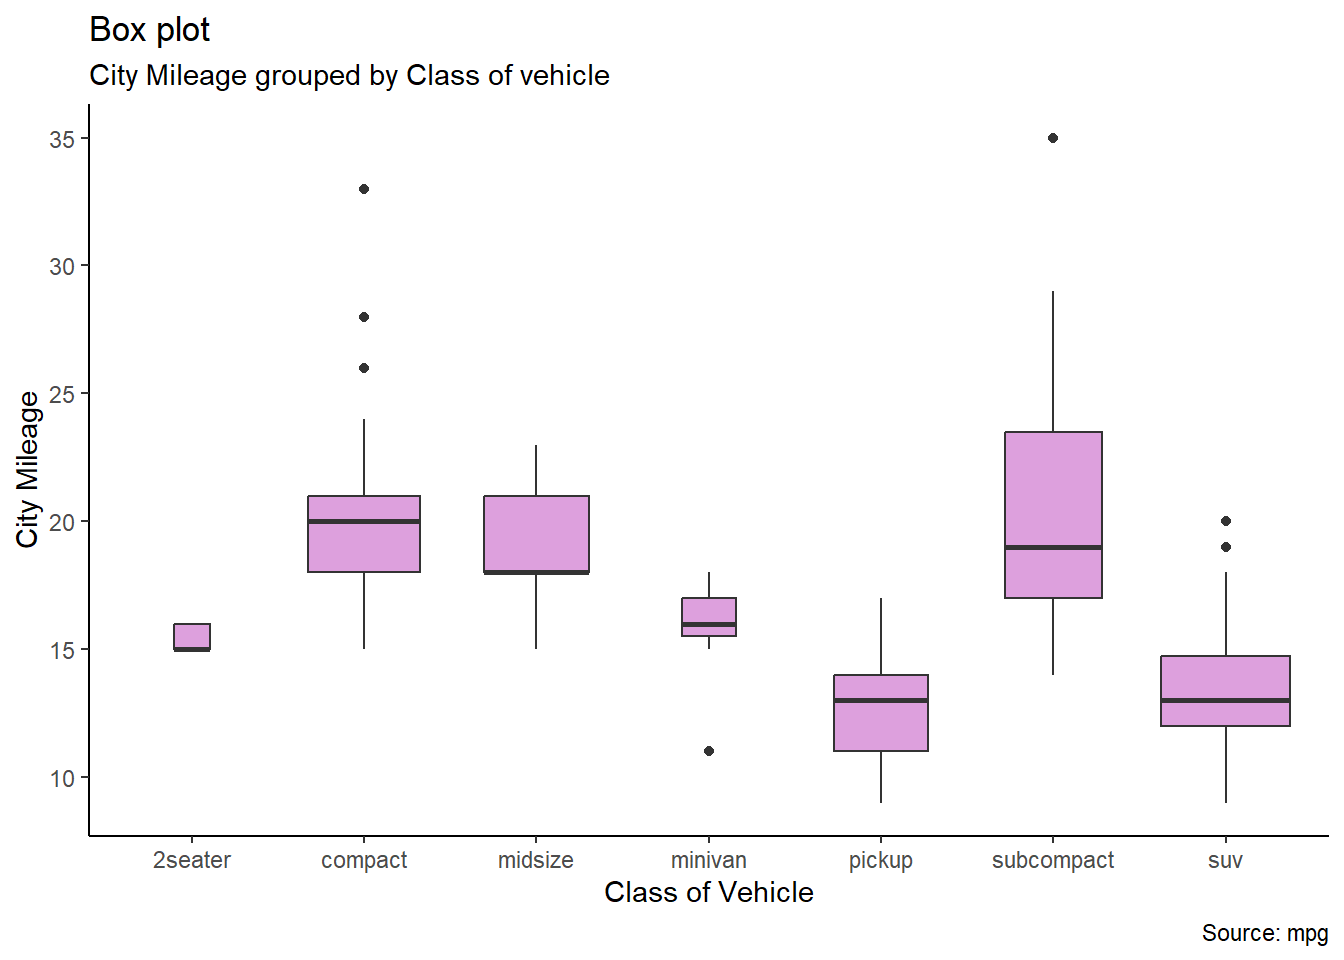 Box plot
City Mileage grouped by Class of vehicle
City Mileage
35
30
25
20
15
10
2seater compact midsize minivan pickup subcompact suv
Class of Vehicle
Source: mpg